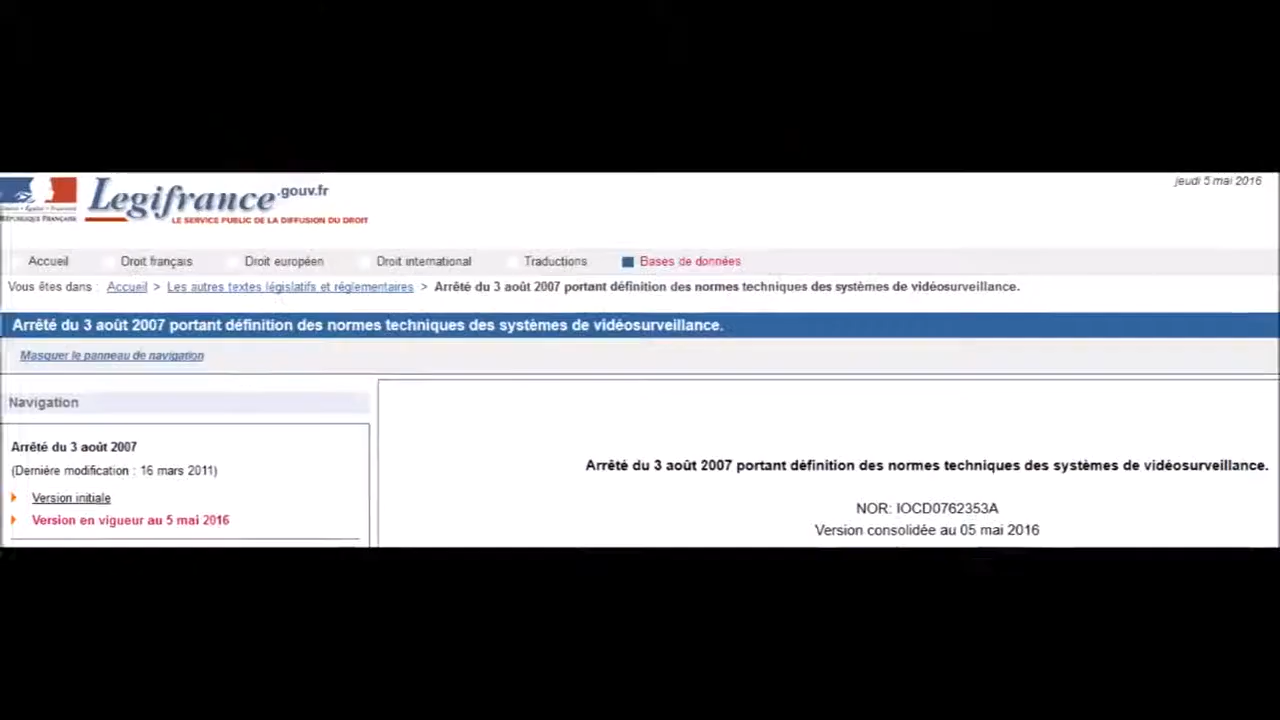 Legifrance.gouv.fr
LE SERVICE PUBLIC DE LA DIFFUSION DU DROIT
RÉPUBLIQUE FRANÇAISE
jeudi 5 mai 2016
Accueil Droit français Droit européen Droit international Traductions Bases de données
Vous êtes dans : Accueil > Les autres textes législatifs et réglementaires > Arrêté du 3 août 2007 portant définition des normes techniques des systèmes de vidéosurveillance.
Arrêté du 3 août 2007 portant définition des normes techniques des systèmes de vidéosurveillance.
Masquer le panneau de navigation
Navigation
Arrêté du 3 août 2007
(Dernière modification : 16 mars 2011)
Version initiale
Version en vigueur au 5 mai 2016
Arrêté du 3 août 2007 portant définition des normes techniques des systèmes de vidéosurveillance.
NOR: IOCD0762353A
Version consolidée au 05 mai 2016